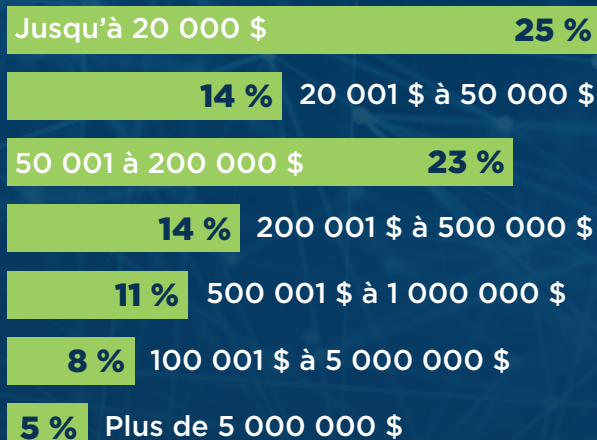 Jusqu'à 20 000 $ 25 %
14 % 20 001 $ à 50 000 $
50 001 à 200 000 $ 23 %
14 % 200 001 $ à 500 000 $
11 % 500 001 $ à 1 000 000 $
8 % 100 001 $ à 5 000 000 $
5 % Plus de 5 000 000 $